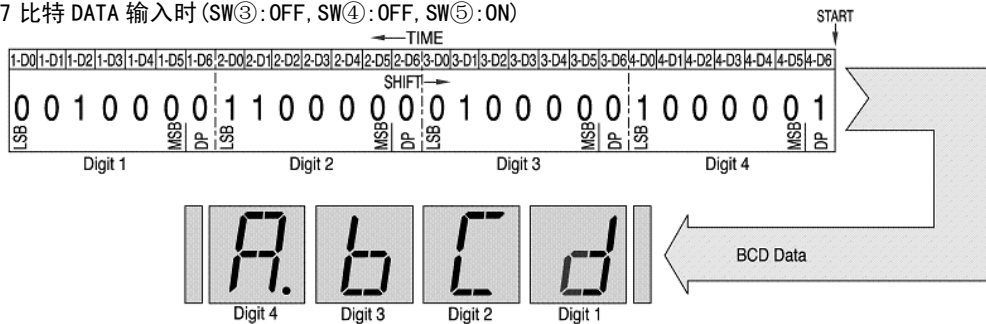 7 比特 DATA 输入时(SW③:OFF,SW④:OFF,SW⑤:ON)
START
←TIME
1-D0 1-D1 1-D2 1-D3 1-D4 1-D5 1-D6 2-D0 2-D1 2-D2 2-D3 2-D4 2-D5 2-D6 3-D0 3-D1 3-D2 3-D3 3-D4 3-D5 3-D6 4-D0 4-D1 4-D2 4-D3 4-D4 4-D5 4-D6
SHIFT→
0 0 1 0 0 0 0 1 1 0 0 0 0 0 0 1 0 0 0 0 0 1 0 0 0 0 0 1
LSB MSB DP LSB MSB DP LSB MSB DP LSB MSB DP
Digit 1 Digit 2 Digit 3 Digit 4
A. b C d
BCD Data
Digit 4 Digit 3 Digit 2 Digit 1